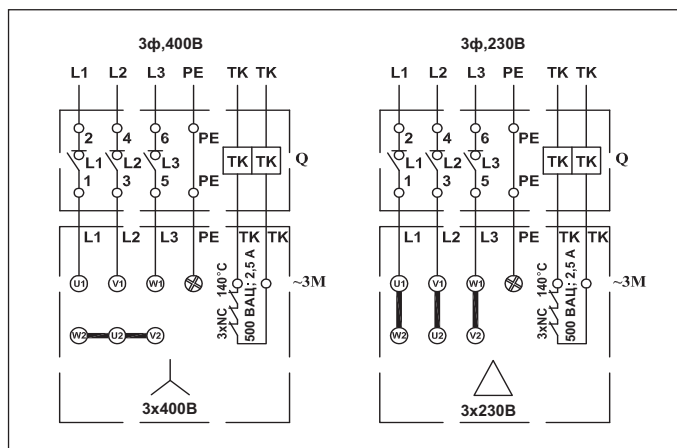 3ф,400В
L1 L2 L3 PE TK TK
2 4 6 PE
L1 L2 L3 TK TK Q
1 3 5 PE
L1 L2 L3 PE TK TK
U1 V1 W1 ~3М
3xNC 140°C
500 ВАЦ; 2,5 А
W2 U2 V2
3x400В
3ф,230В
L1 L2 L3 PE TK TK
2 4 6 PE
L1 L2 L3 TK TK Q
1 3 5 PE
L1 L2 L3 PE TK TK
U1 V1 W1 ~3М
3xNC 140°C
500 ВАЦ; 2,5 А
W2 U2 V2
3x230В